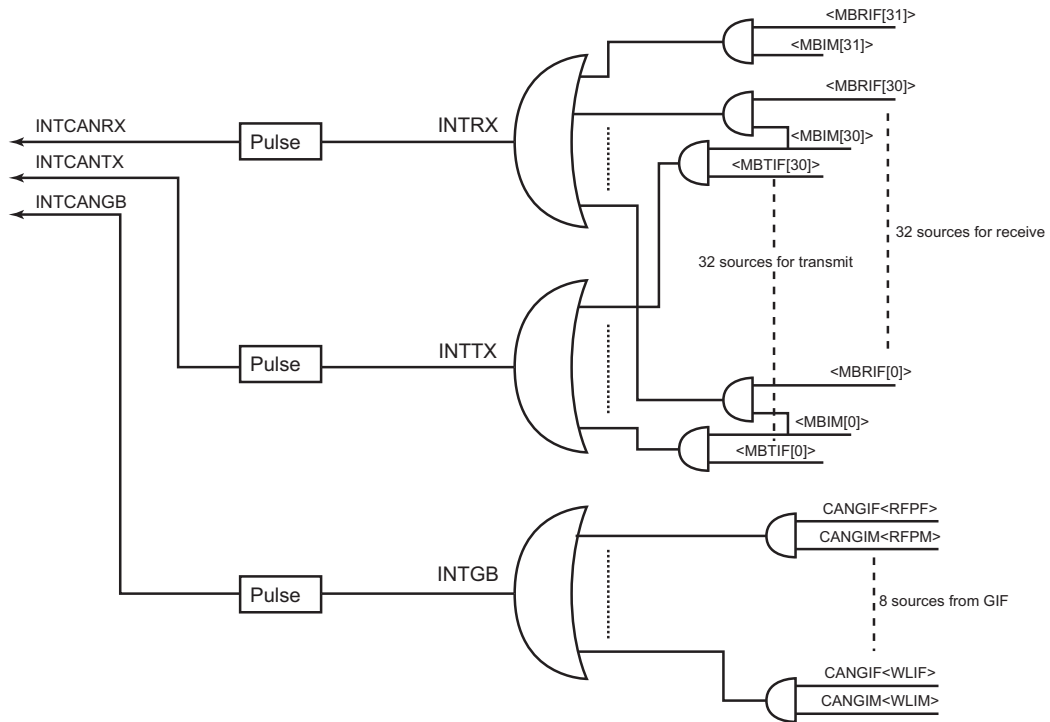 <MBRIF[31]>
<MBIM[31]>
<MBRIF[30]>
INTCANRX
Pulse
INTRX
<MBIM[30]>
INTCANTX
<MBTIF[30]>
INTCANGB
32 sources for receive
32 sources for transmit
Pulse
INTTX
<MBRIF[0]>
<MBIM[0]>
<MBTIF[0]>
CANGIF<RFPF>
CANGIM<RFPM>
Pulse
INTGB
8 sources from GIF
CANGIF<WLIF>
CANGIM<WLIM>